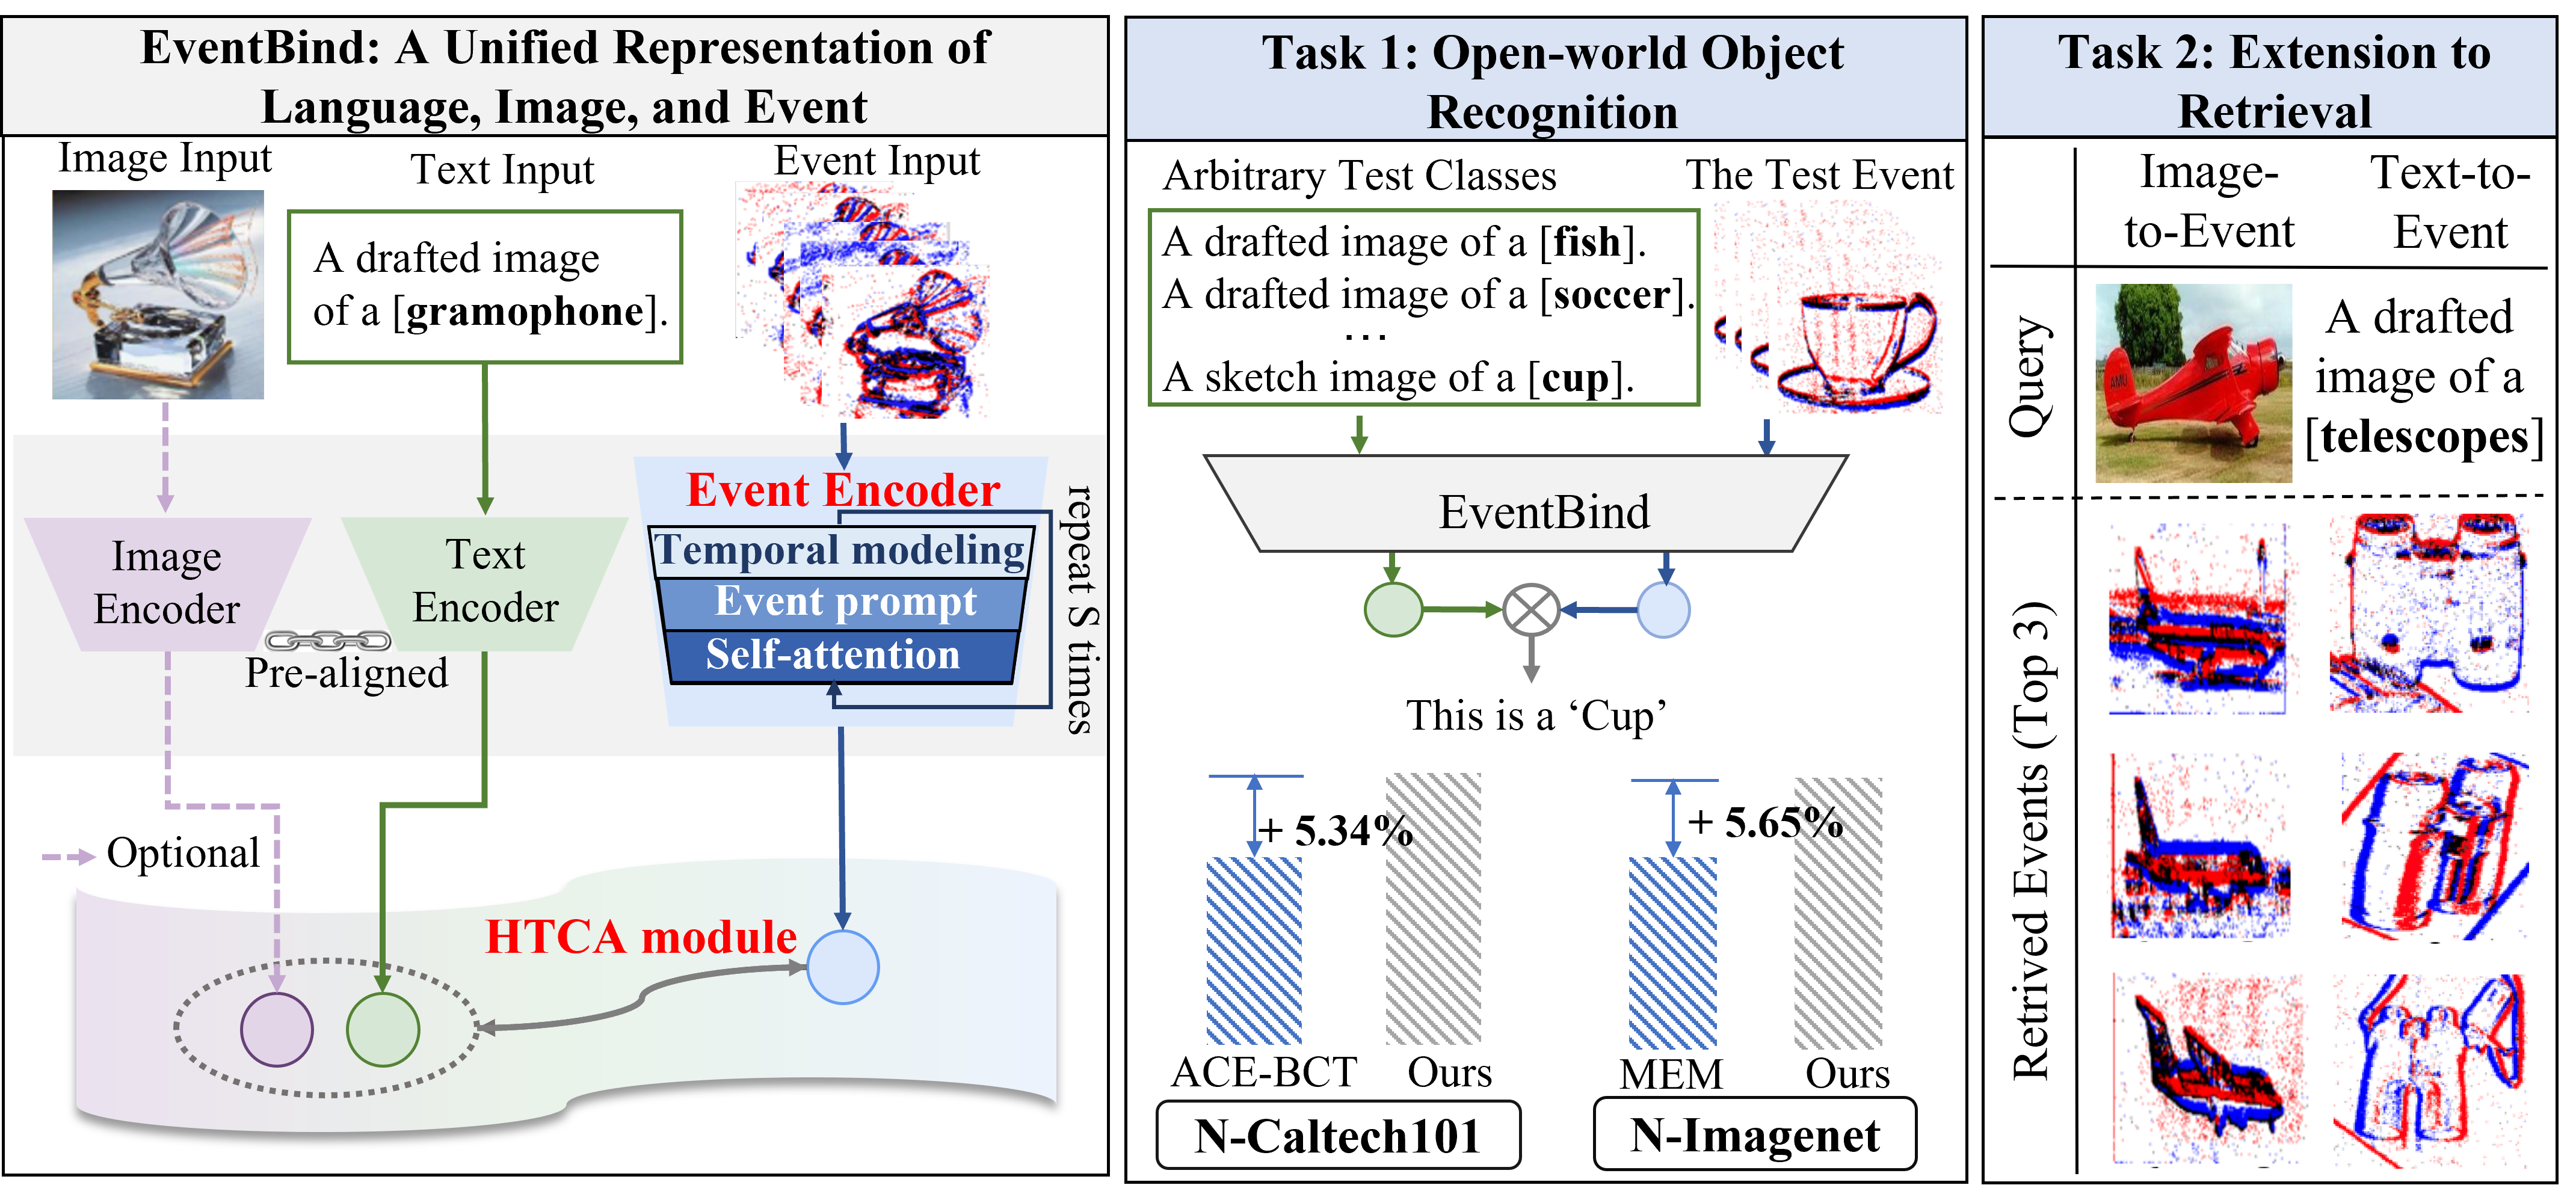 EventBind: A Unified Representation of
Language, Image, and Event
Image Input
Text Input
Event Input
A drafted image
of a [gramophone].
Event Encoder
Temporal modeling
Event prompt
Self-attention
repeat S times
Image
Encoder
Text
Encoder
Pre-aligned
Optional
HTCA module
Task 1: Open-world Object
Recognition
Arbitrary Test Classes
The Test Event
A drafted image of a [fish].
A drafted image of a [soccer].
...
A sketch image of a [cup].
EventBind
This is a ‘Cup’
+ 5.34%
+ 5.65%
ACE-BCT
Ours
MEM
Ours
N-Caltech101
N-Imagenet
Task 2: Extension to
Retrieval
Image-
to-Event
Text-to-
Event
Query
AMU
A drafted
image of a
[telescopes]
Retrived Events (Top 3)